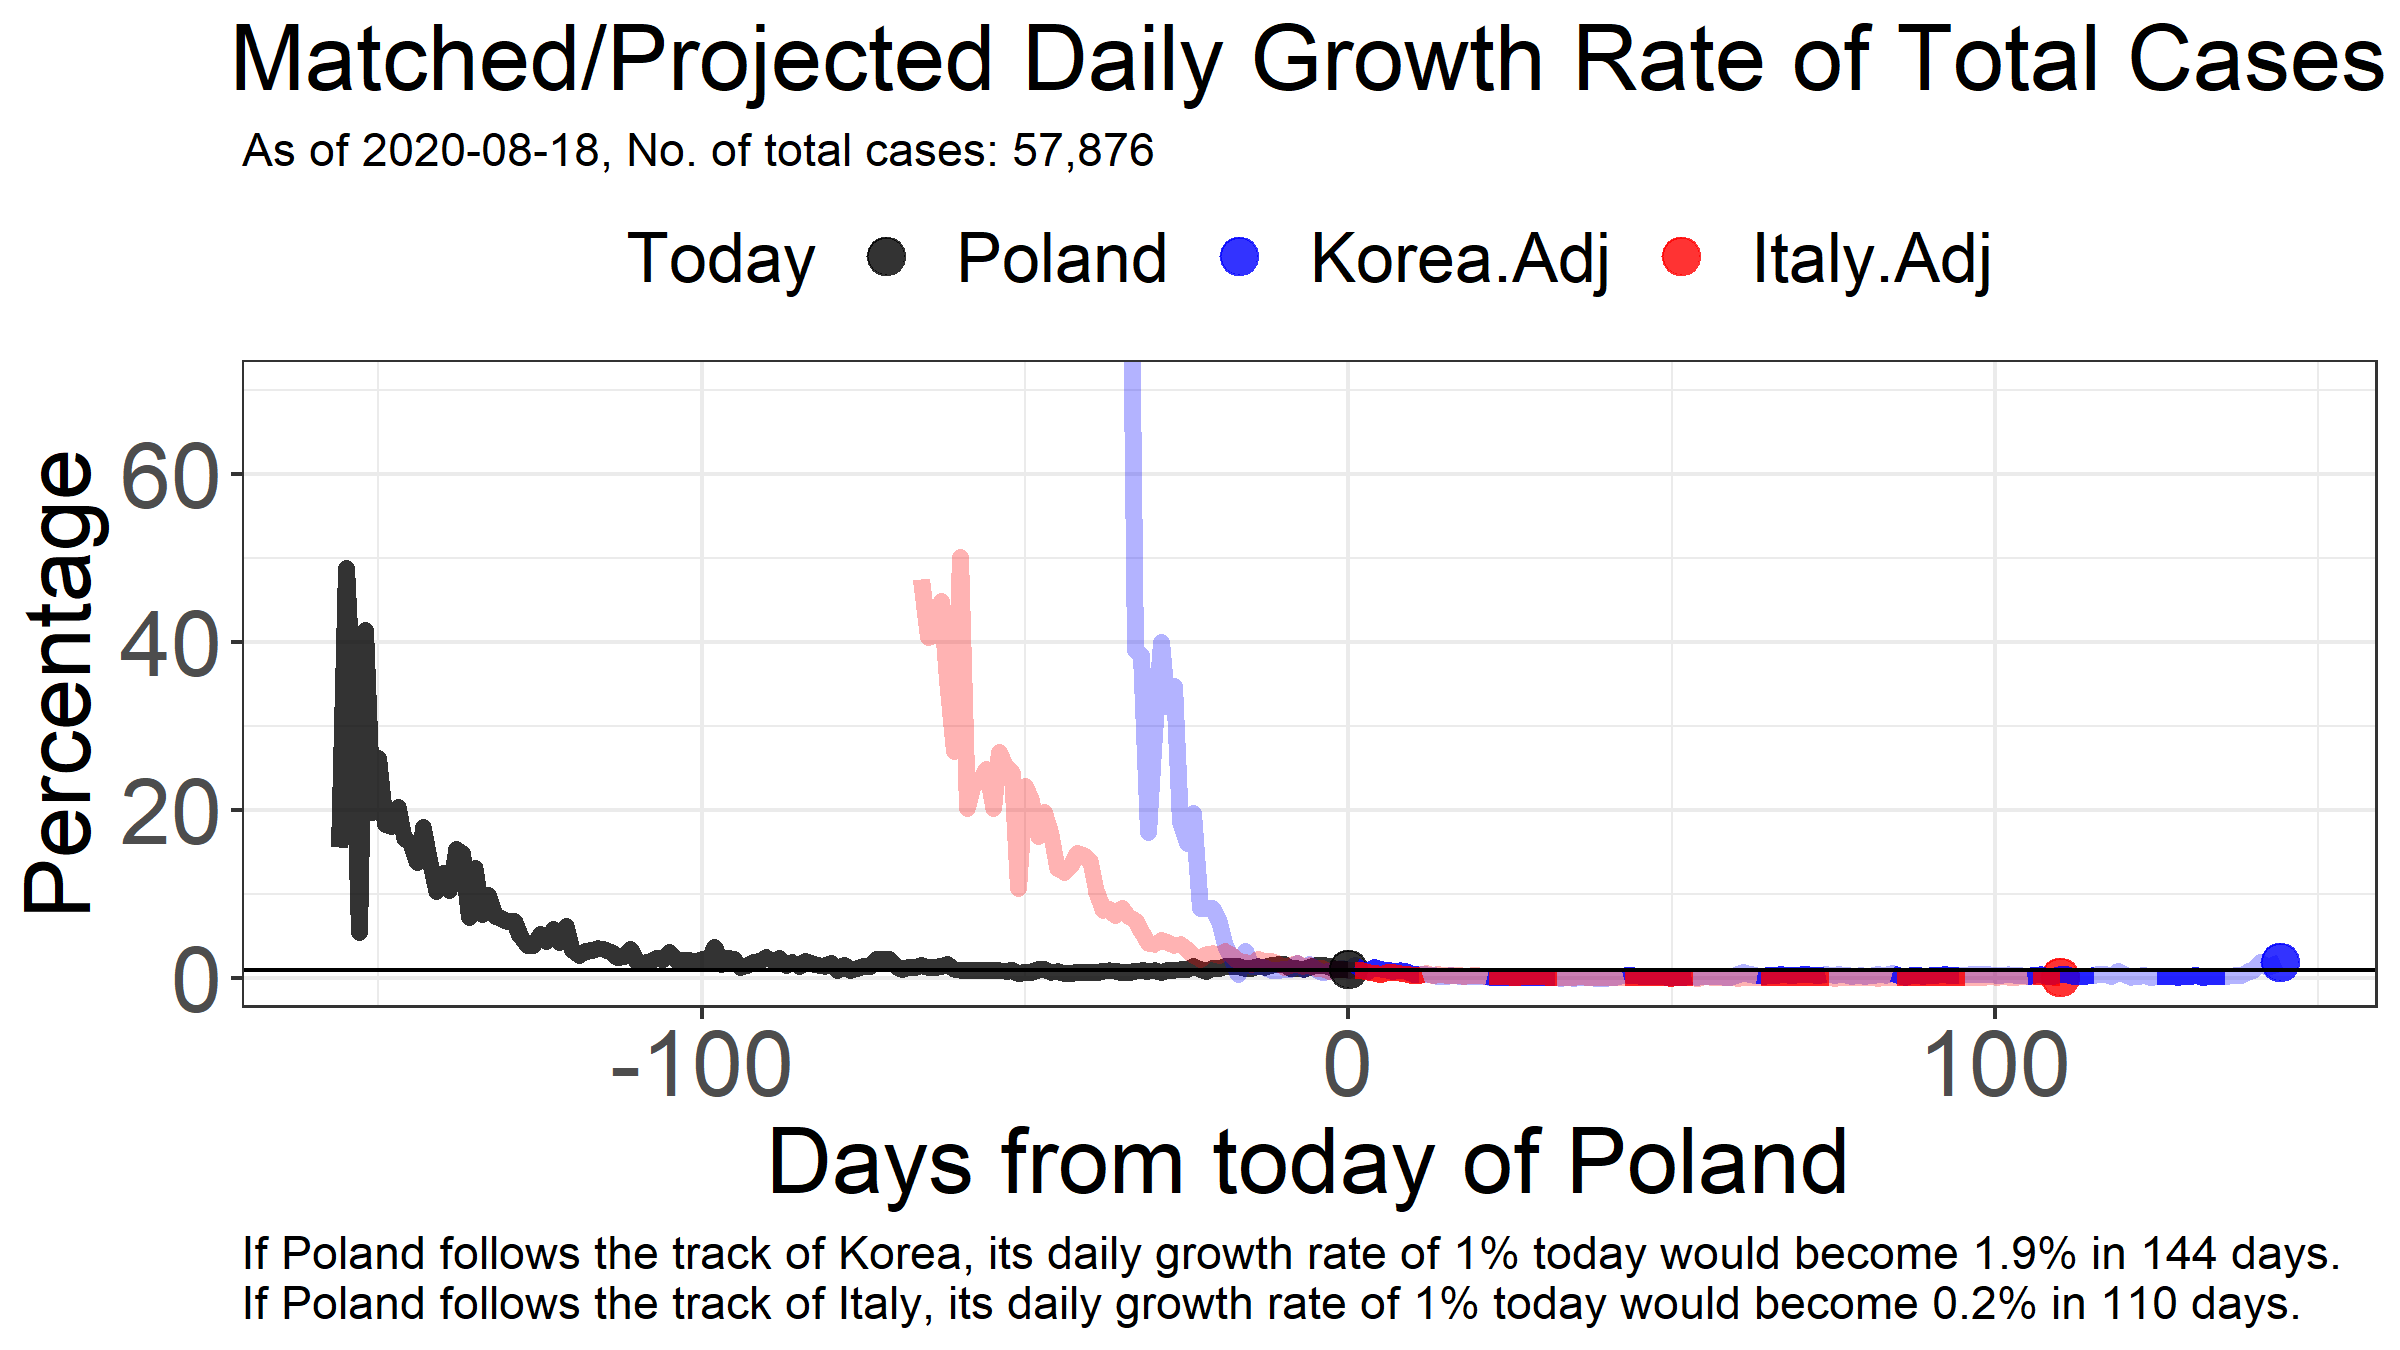 Matched/Projected Daily Growth Rate of Total Cases
As of 2020-08-18, No. of total cases: 57,876
Today Poland Korea.Adj Italy.Adj
Percentage
60
40
20
0
-100 0 100
Days from today of Poland
If Poland follows the track of Korea, its daily growth rate of 1% today would become 1.9% in 144 days.
If Poland follows the track of Italy, its daily growth rate of 1% today would become 0.2% in 110 days.